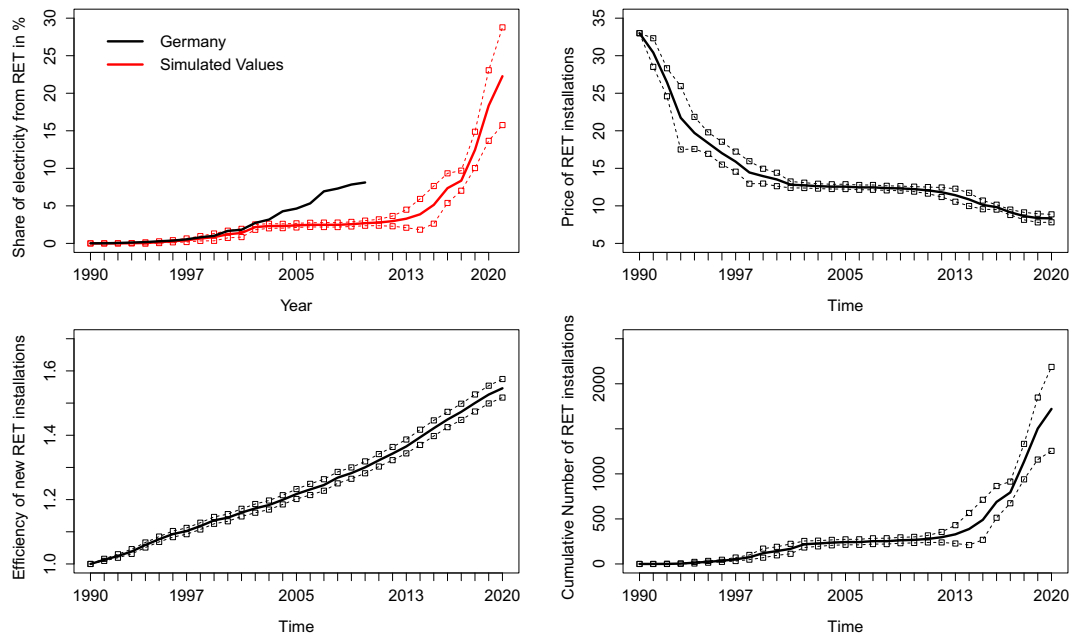 Share of electricity from RET in %
30
25
20
15
10
5
0
Germany
Simulated Values
1990 1997 2005 2013 2020
Year
Price of RET installations
35
30
25
20
15
10
5
1990 1997 2005 2013 2020
Time
Efficiency of new RET installations
1.6
1.4
1.2
1.0
1990 1997 2005 2013 2020
Time
Cumulative Number of RET installations
2000
1000
500
0
1990 1997 2005 2013 2020
Time